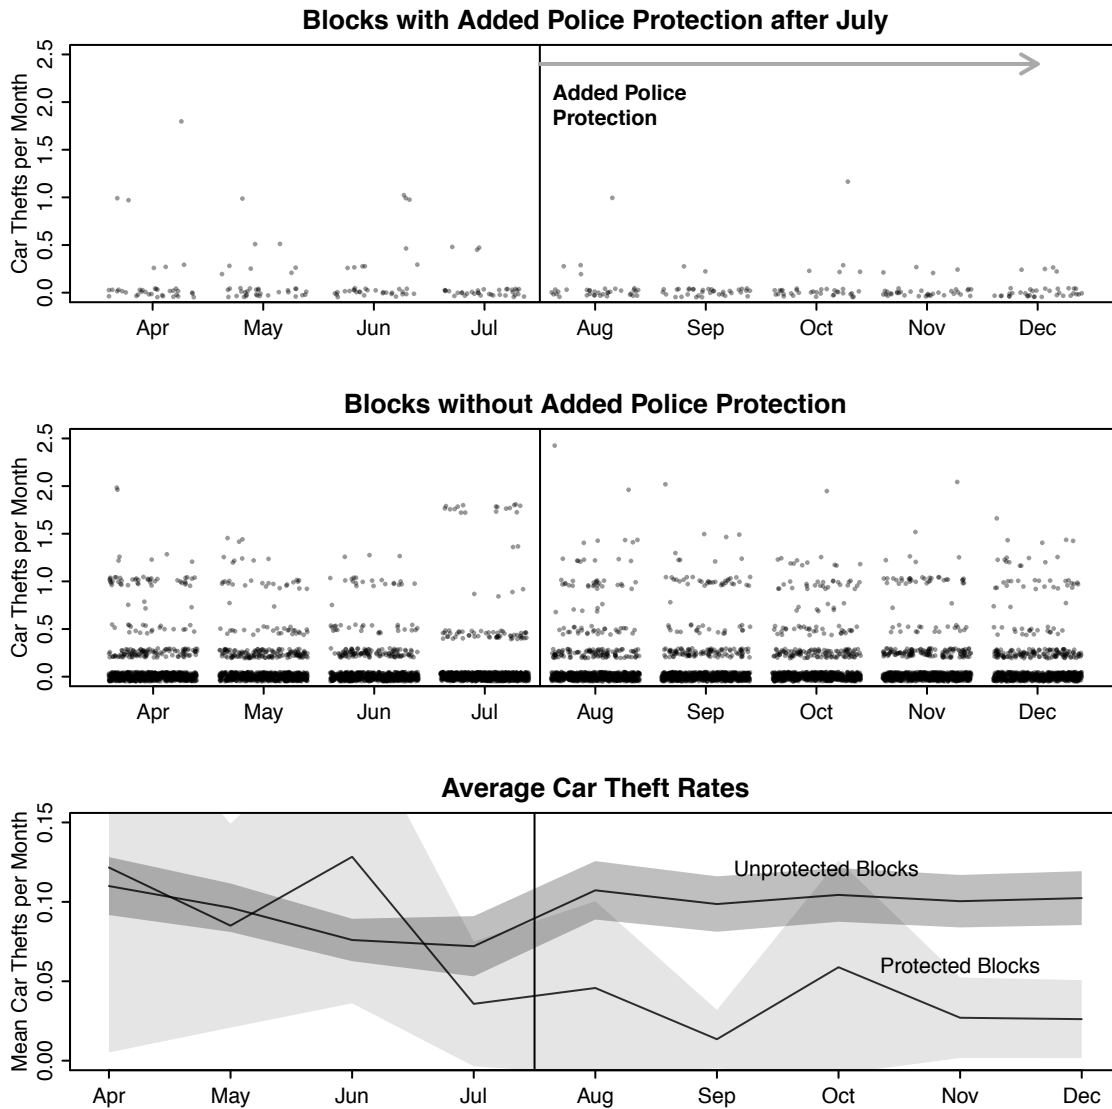 Blocks with Added Police Protection after July
Car Thefts per Month
2.5
2.0
1.5
1.0
0.5
0.0
Added Police
Protection
Apr May Jun Jul Aug Sep Oct Nov Dec
Blocks without Added Police Protection
Car Thefts per Month
2.5
2.0
1.5
1.0
0.5
0.0
Apr May Jun Jul Aug Sep Oct Nov Dec
Average Car Theft Rates
Mean Car Thefts per Month
0.15
0.10
0.05
0.00
Unprotected Blocks
Protected Blocks
Apr May Jun Jul Aug Sep Oct Nov Dec